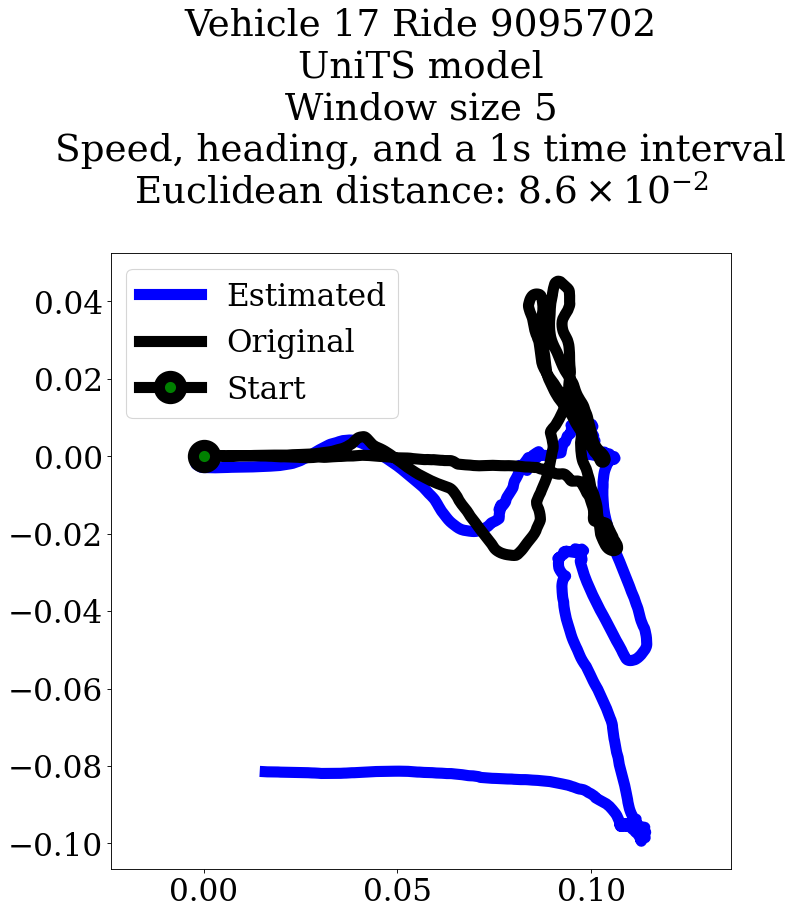 Vehicle 17 Ride 9095702
UniTS model
Window size 5
Speed, heading, and a 1s time interval
Euclidean distance: 8.6 × 10⁻²
Estimated
Original
Start
0.04
0.02
0.00
−0.02
−0.04
−0.06
−0.08
−0.10
0.00 0.05 0.10